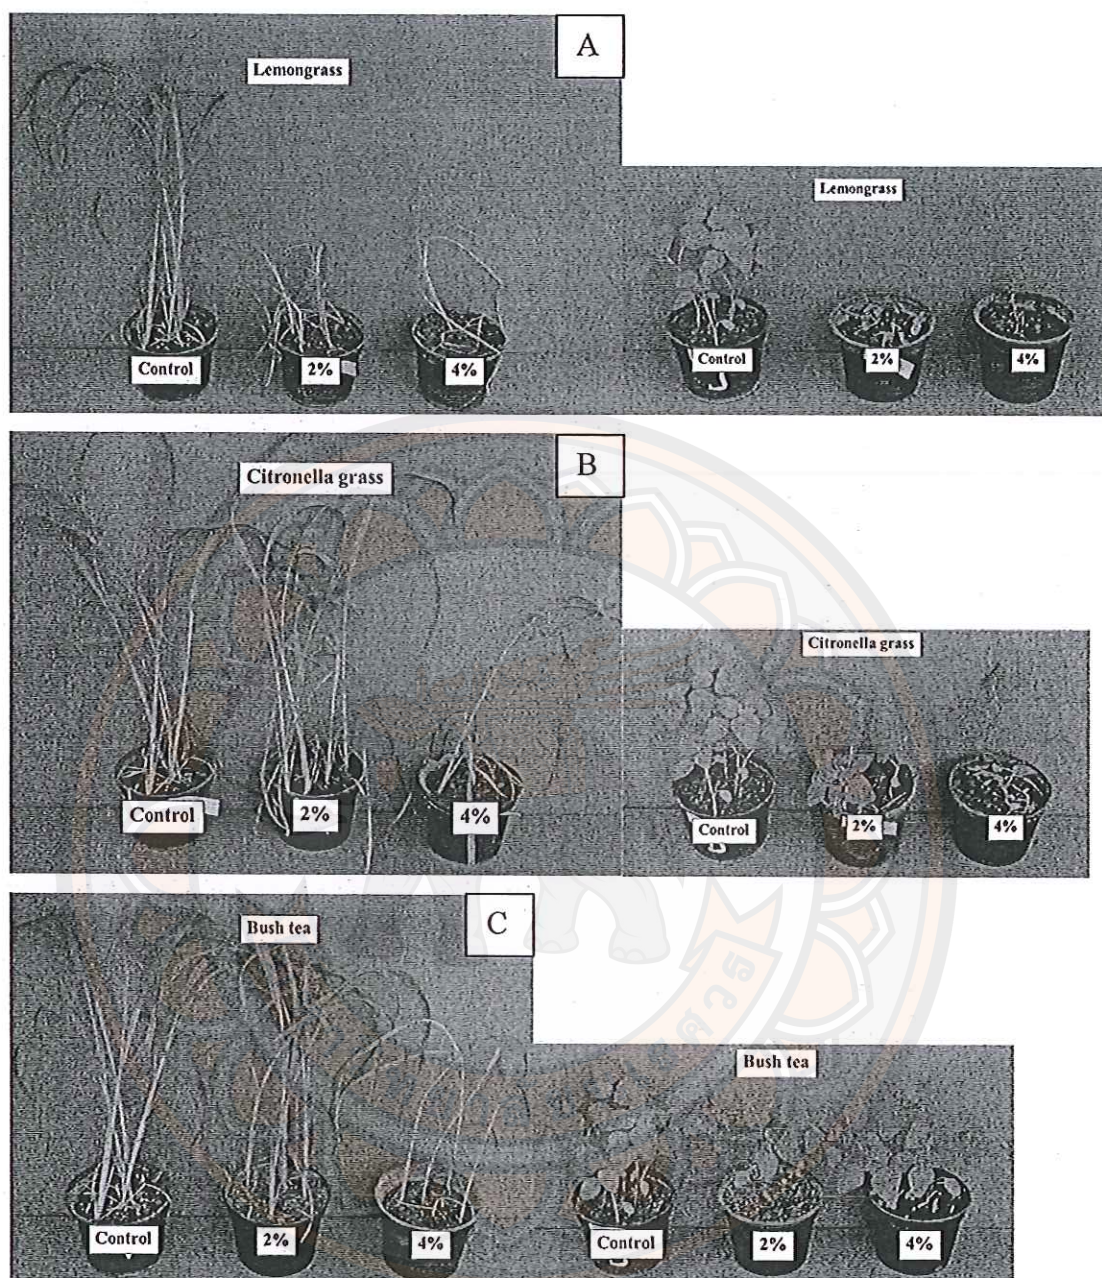 A
Lemongrass
Control
2%
4%
Lemongrass
Control
2%
4%
B
Citronella grass
Control
2%
4%
Citronella grass
Control
2%
4%
C
Bush tea
Control
2%
4%
Bush tea
Control
2%
4%